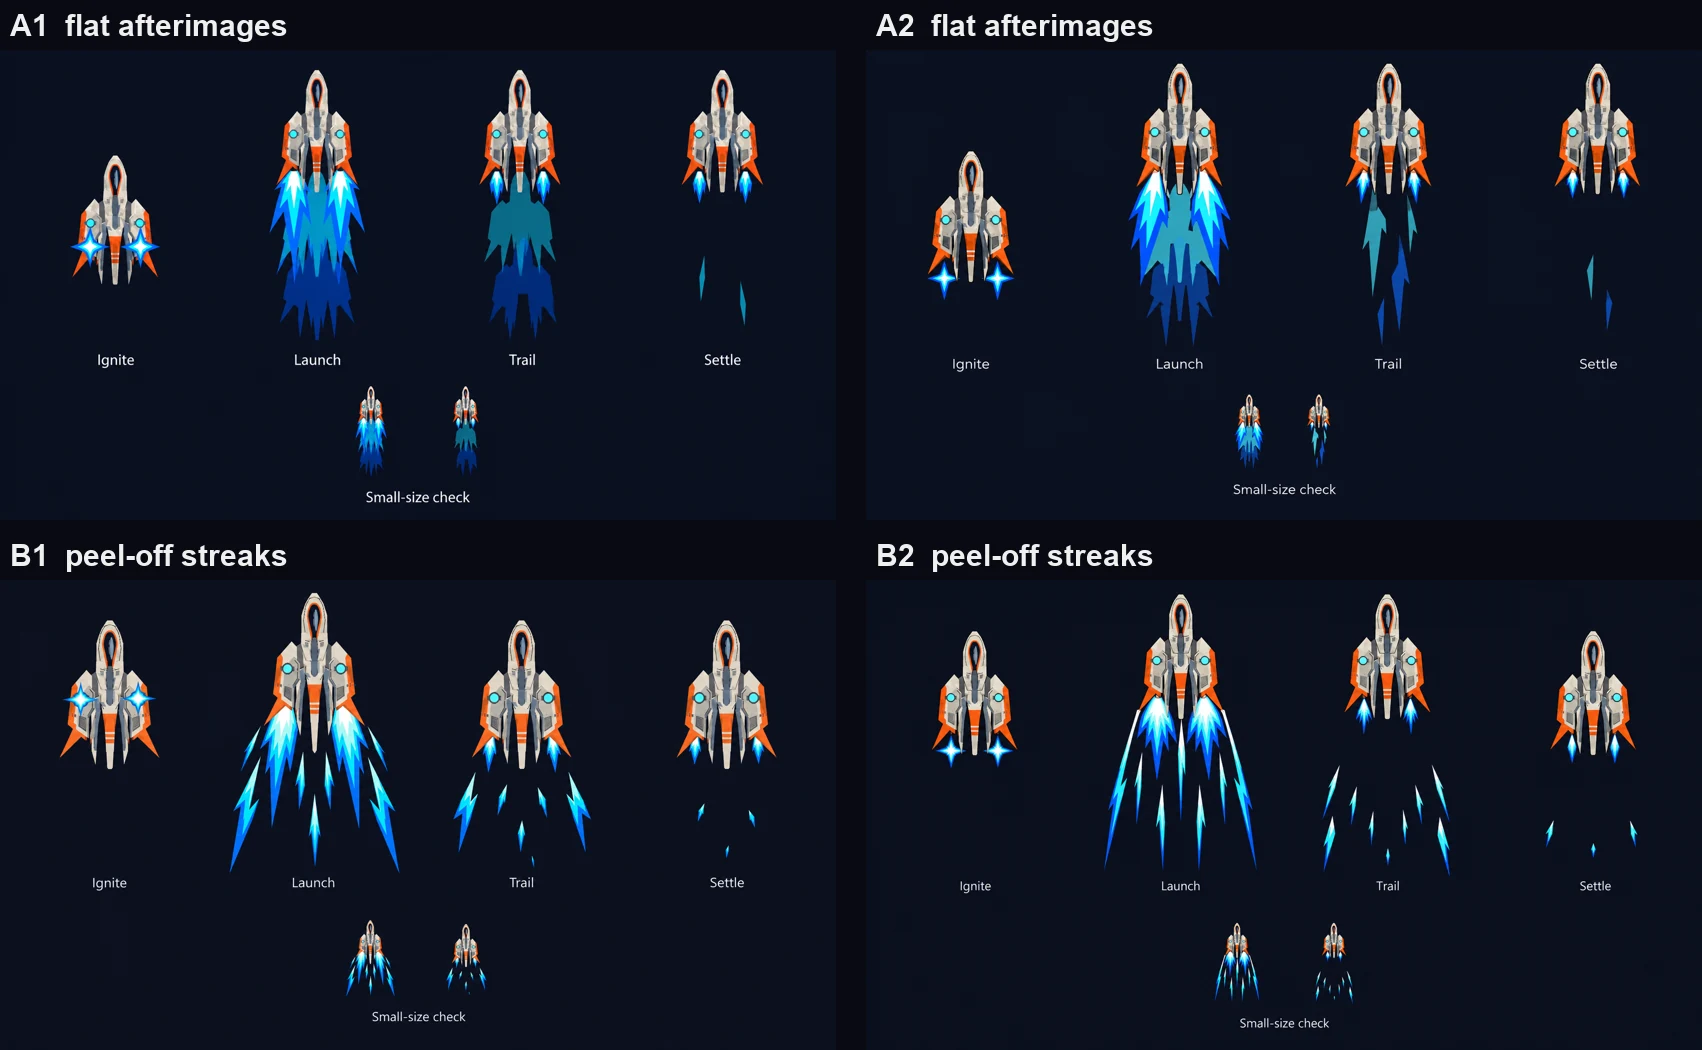 A1 flat afterimages
A2 flat afterimages
Ignite
Launch
Trail
Settle
Small-size check
Ignite
Launch
Trail
Settle
Small-size check
B1 peel-off streaks
B2 peel-off streaks
Ignite
Launch
Trail
Settle
Small-size check
Ignite
Launch
Trail
Settle
Small-size check